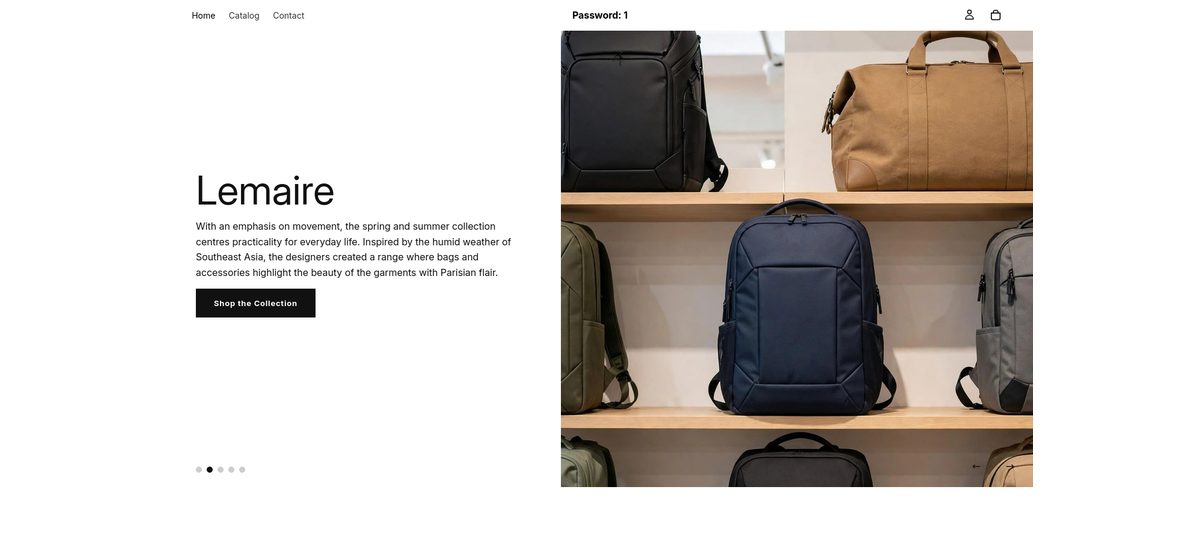 Home Catalog Contact Password: 1
Lemaire
With an emphasis on movement, the spring and summer collection
centres practicality for everyday life. Inspired by the humid weather of
Southeast Asia, the designers created a range where bags and
accessories highlight the beauty of the garments with Parisian flair.
Shop the Collection